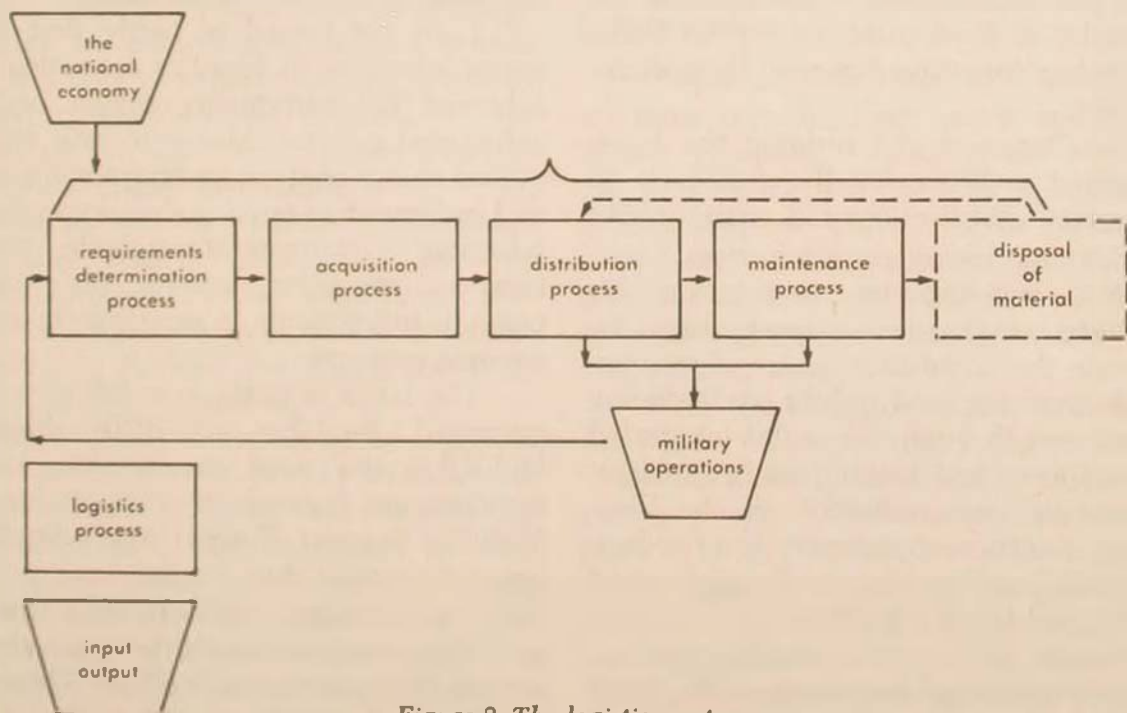 the
national
economy
requirements
determination
process
acquisition
process
distribution
process
maintenance
process
disposal
of
material
military
operations
logistics
process
input
output
The